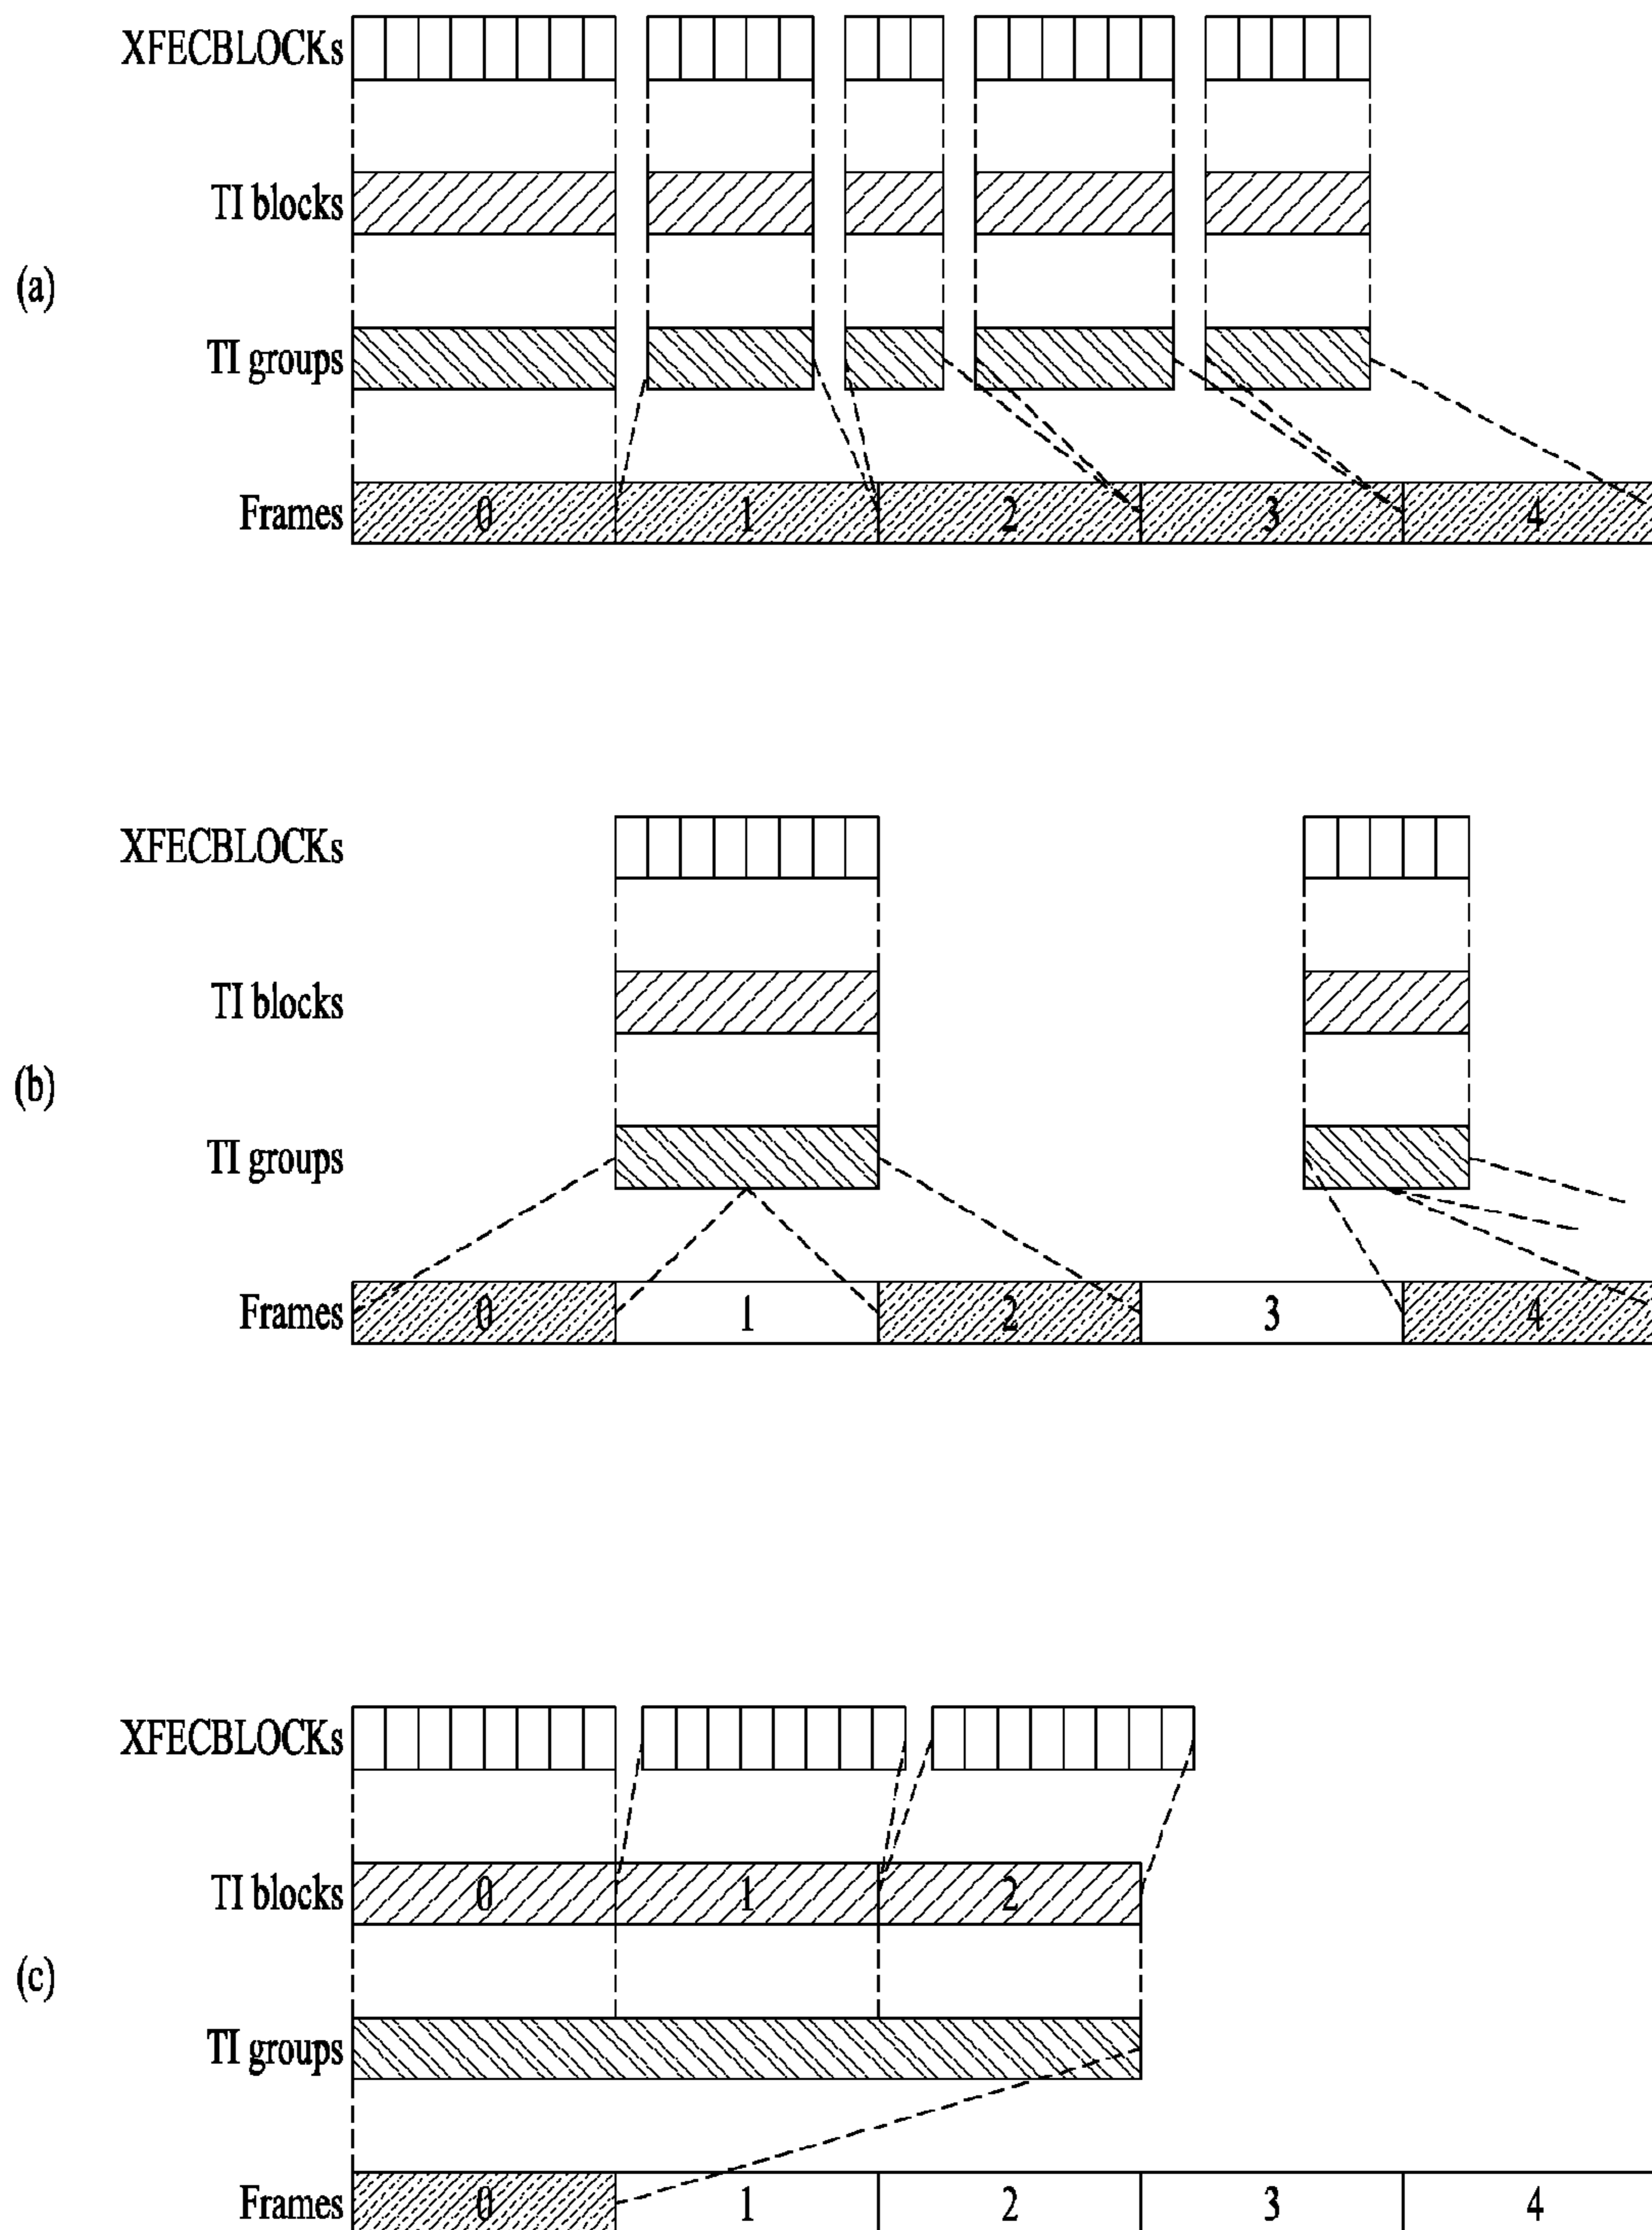 XFECBLOCKs
TI blocks
(a)
TI groups
Frames 0 1 2 3 4
XFECBLOCKs
TI blocks
(b)
TI groups
Frames 0 1 2 3 4
XFECBLOCKs
TI blocks 0 1 2
(c)
TI groups
Frames 0 1 2 3 4